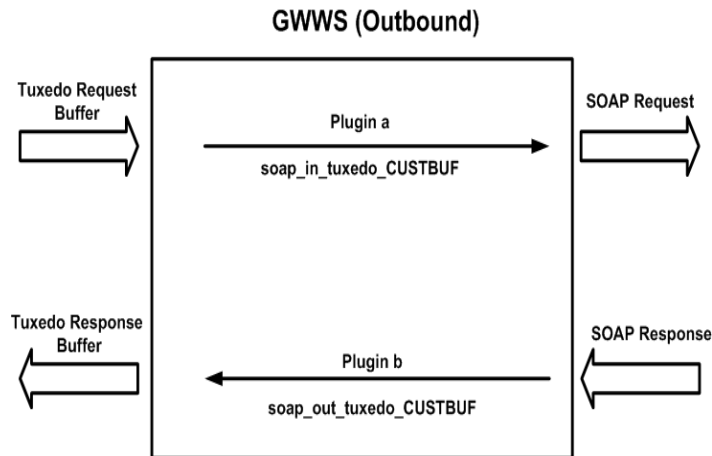 GWWS (Outbound)
Tuxedo Request
Buffer
Plugin a
soap_in_tuxedo_CUSTBUF
SOAP Request
Tuxedo Response
Buffer
Plugin b
soap_out_tuxedo_CUSTBUF
SOAP Response